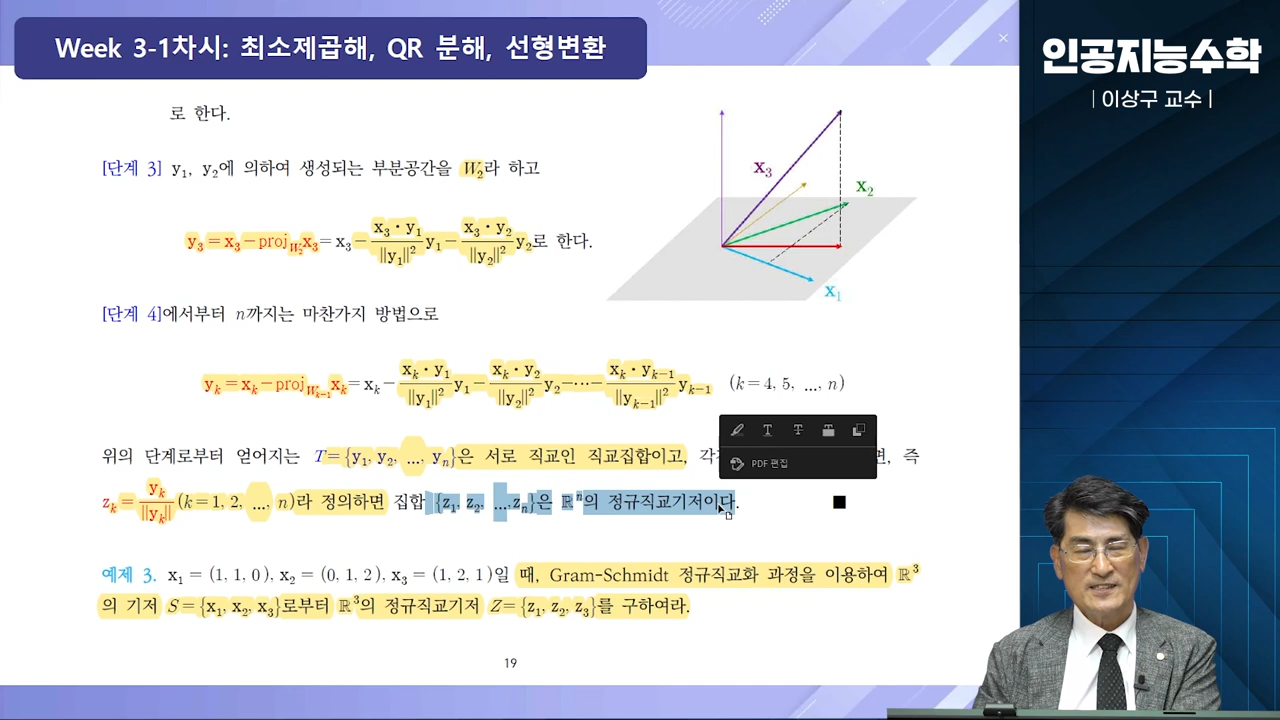 Week 3-1차시: 최소제곱해, QR 분해, 선형변환
인공지능수학
| 이상구 교수 |
로 한다.
[단계 3] y₁, y₂에 의하여 생성되는 부분공간을 W₂라 하고
y₃ = x₃ − proj_{W₂}x₃ = x₃ − (x₃ · y₁)/‖y₁‖² y₁ − (x₃ · y₂)/‖y₂‖² y₂로 한다.
x₃
x₂
x₁
[단계 4]에서부터 n까지는 마찬가지 방법으로
y_k = x_k − proj_{W_{k−1}}x_k = x_k − (x_k · y₁)/‖y₁‖² y₁ − (x_k · y₂)/‖y₂‖² y₂ − ⋯ − (x_k · y_{k−1})/‖y_{k−1}‖² y_{k−1} (k = 4, 5, ..., n)
위의 단계로부터 얻어지는 T = {y₁, y₂, ..., y_n}은 서로 직교인 직교집합이고, 즉
PDF 편집
z_k = y_k/‖y_k‖ (k = 1, 2, ..., n)라 정의하면 집합 {z₁, z₂, ..., z_n}은 ℝⁿ의 정규직교기저이다. ■
예제 3. x₁ = (1, 1, 0), x₂ = (0, 1, 2), x₃ = (1, 2, 1)일 때, Gram-Schmidt 정규직교화 과정을 이용하여 ℝ³
의 기저 S = {x₁, x₂, x₃}로부터 ℝ³의 정규직교기저 Z = {z₁, z₂, z₃}를 구하여라.
19